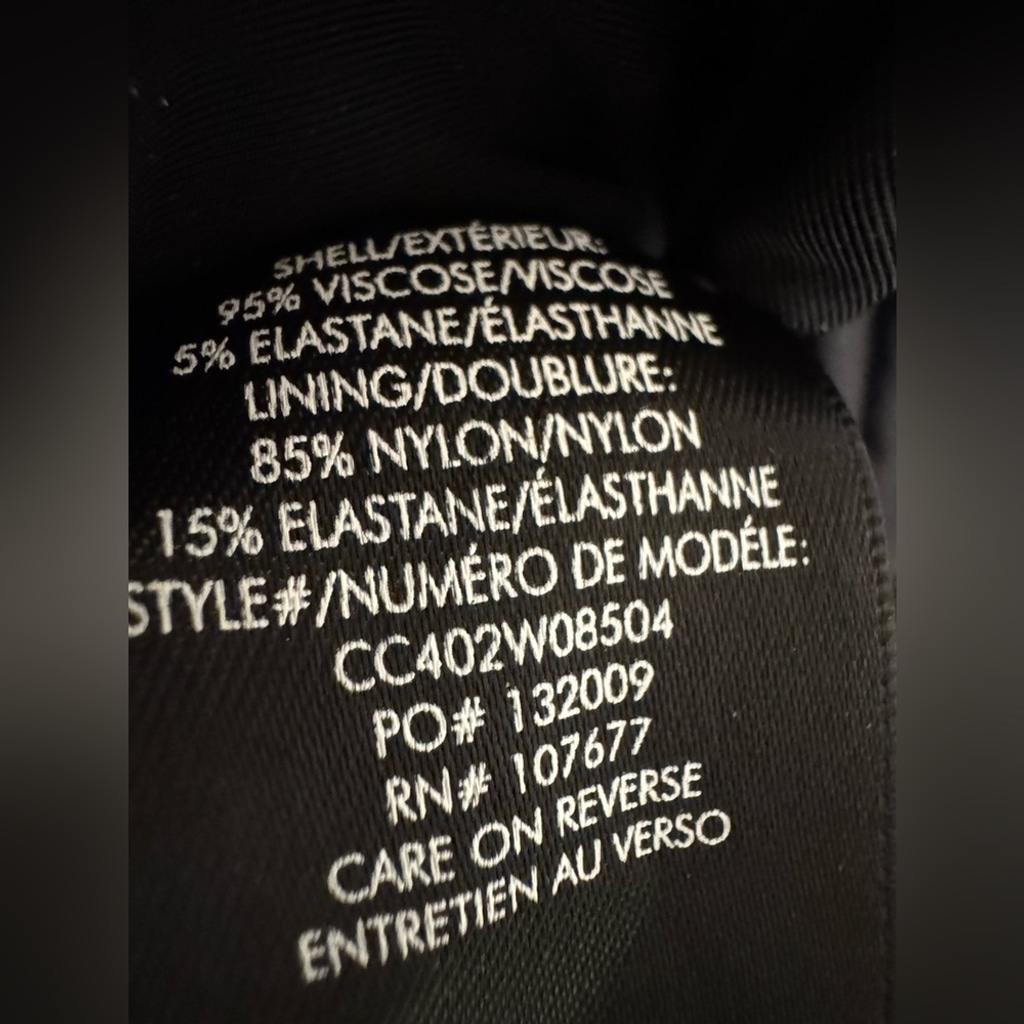 SHELL/EXTÉRIEUR:
95% VISCOSE/VISCOSE
5% ELASTANE/ÉLASTHANNE
LINING/DOUBLURE:
85% NYLON/NYLON
15% ELASTANE/ÉLASTHANNE
STYLE#/NUMÉRO DE MODÉLE:
CC402W08504
PO# 132009
RN# 107677
CARE ON REVERSE
ENTRETIEN AU VERSO